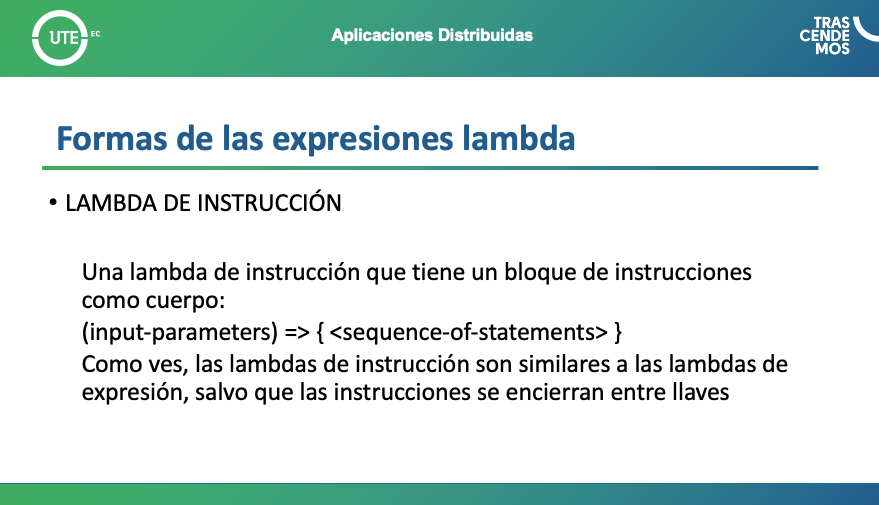 UTE EC
Aplicaciones Distribuidas
TRAS
CENDE
MOS
Formas de las expresiones lambda
• LAMBDA DE INSTRUCCIÓN
Una lambda de instrucción que tiene un bloque de instrucciones
como cuerpo:
(input-parameters) => { <sequence-of-statements> }
Como ves, las lambdas de instrucción son similares a las lambdas de
expresión, salvo que las instrucciones se encierran entre llaves